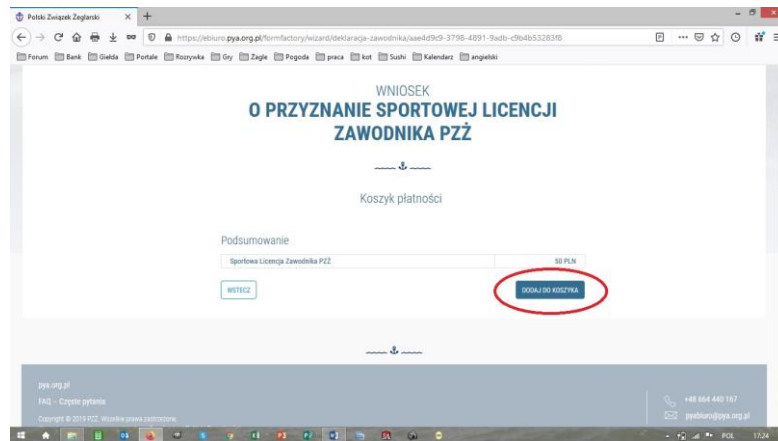 Polski Związek Żeglarski
https://ebiuro.pya.org.pl/formfactory/wizard/deklaracja-zawodnika/aae4d9c9-3798-4891-9adb-c9b4b53283f8
Forum Bank Giełda Portale Rozrywka Gry Żagle Pogoda praca kot Sushi Kalendarz angielski
WNIOSEK
O PRZYZNANIE SPORTOWEJ LICENCJI
ZAWODNIKA PZŻ
Koszyk płatności
Podsumowanie
Sportowa Licencja Zawodnika PZŻ 50 PLN
WSTECZ DODAJ DO KOSZYKA
pya.org.pl
FAQ – Częste pytania
+48 664 440 167
Copyright © 2019 PZŻ. Wszelkie prawa zastrzeżone.
pyabiuro@pya.org.pl
POL 17:24